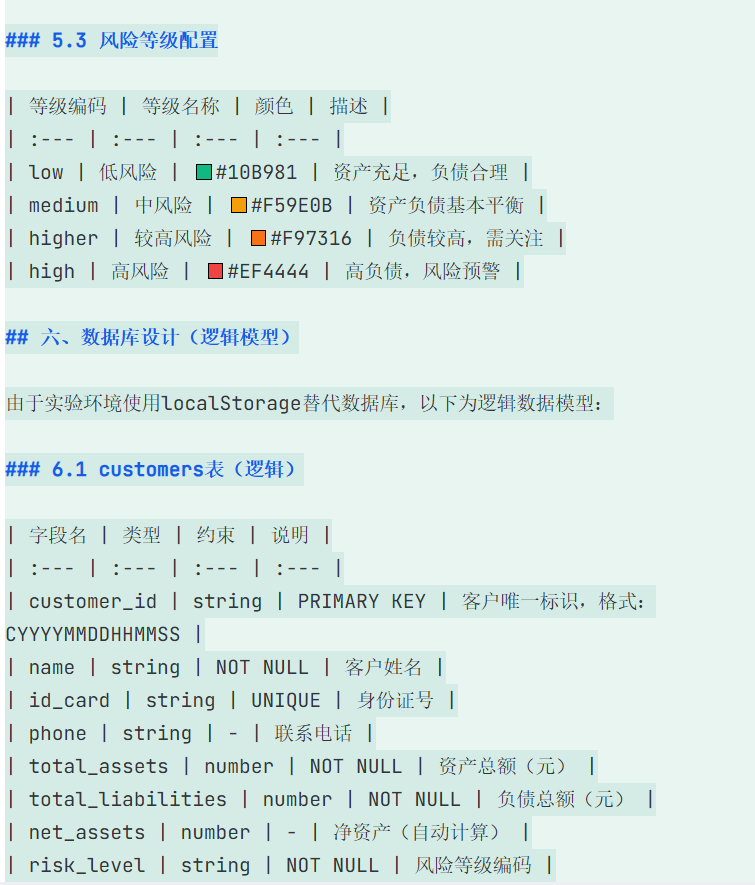 ### 5.3 风险等级配置
| 等级编码 | 等级名称 | 颜色 | 描述 |
| :--- | :--- | :--- | :--- |
| low | 低风险 | #10B981 | 资产充足，负债合理 |
| medium | 中风险 | #F59E0B | 资产负债基本平衡 |
| higher | 较高风险 | #F97316 | 负债较高，需关注 |
| high | 高风险 | #EF4444 | 高负债，风险预警 |
## 六、数据库设计（逻辑模型）
由于实验环境使用localStorage替代数据库，以下为逻辑数据模型：
### 6.1 customers表（逻辑）
| 字段名 | 类型 | 约束 | 说明 |
| :--- | :--- | :--- | :--- |
| customer_id | string | PRIMARY KEY | 客户唯一标识，格式：
CYYYYMMDDHHMMSS |
| name | string | NOT NULL | 客户姓名 |
| id_card | string | UNIQUE | 身份证号 |
| phone | string | - | 联系电话 |
| total_assets | number | NOT NULL | 资产总额（元） |
| total_liabilities | number | NOT NULL | 负债总额（元） |
| net_assets | number | - | 净资产（自动计算） |
| risk_level | string | NOT NULL | 风险等级编码 |